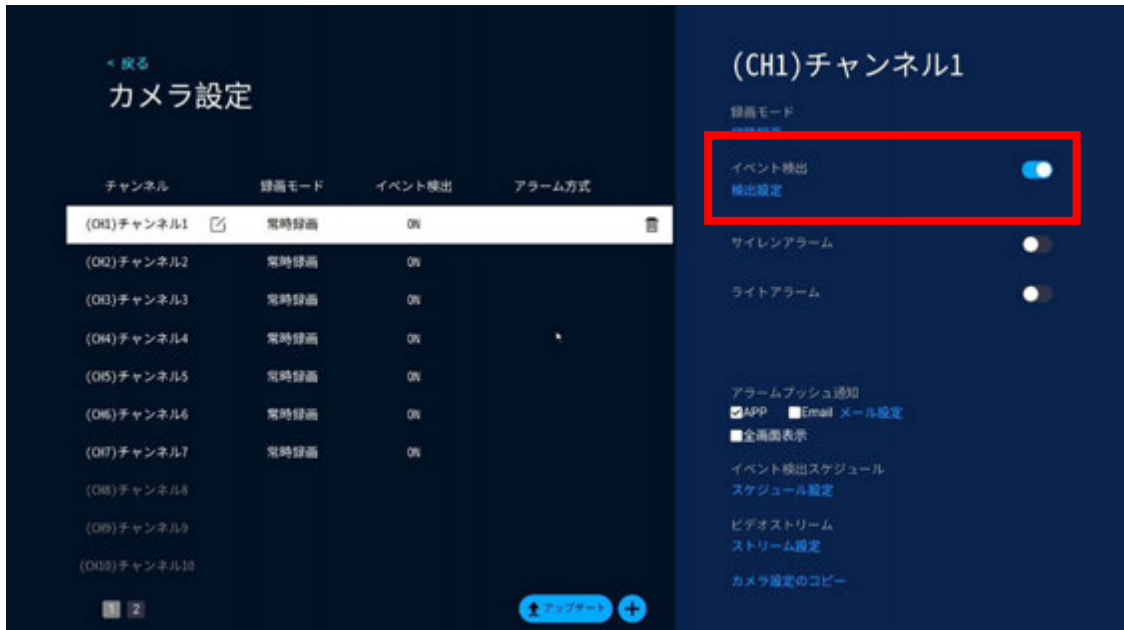 < 戻る
カメラ設定
チャンネル 録画モード イベント検出 アラーム方式
(CH1)チャンネル1 常時録画 ON
(CH2)チャンネル2 常時録画 ON
(CH3)チャンネル3 常時録画 ON
(CH4)チャンネル4 常時録画 ON
(CH5)チャンネル5 常時録画 ON
(CH6)チャンネル6 常時録画 ON
(CH7)チャンネル7 常時録画 ON
(CH8)チャンネル8
(CH9)チャンネル9
(CH10)チャンネル10
1 2
アップデート +
(CH1)チャンネル1
録画モード
イベント検出
検出設定
サイレンアラーム
ライトアラーム
アラームプッシュ通知
APP Email メール設定
全画面表示
イベント検出スケジュール
スケジュール設定
ビデオストリーム
ストリーム設定
カメラ設定のコピー